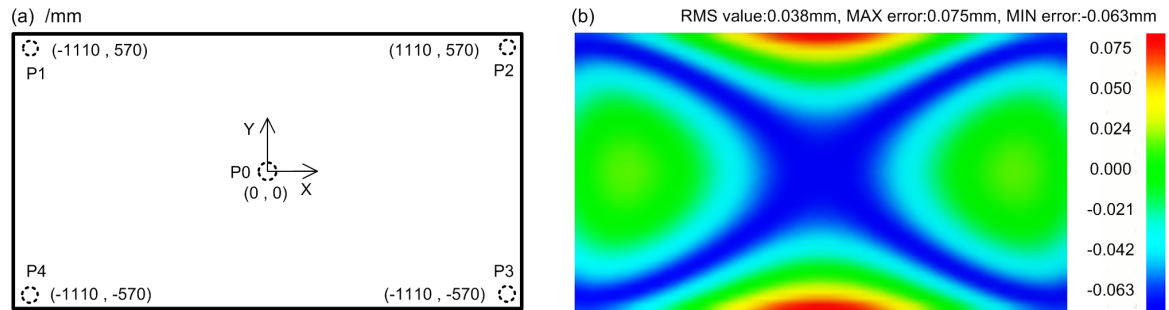 (a) /mm
(-1110 , 570)
(1110 , 570)
P1
P2
Y
P0
X
(0 , 0)
P4
P3
(-1110 , -570)
(-1110 , -570)
(b)
RMS value:0.038mm, MAX error:0.075mm, MIN error:-0.063mm
0.075
0.050
0.024
0.000
-0.021
-0.042
-0.063